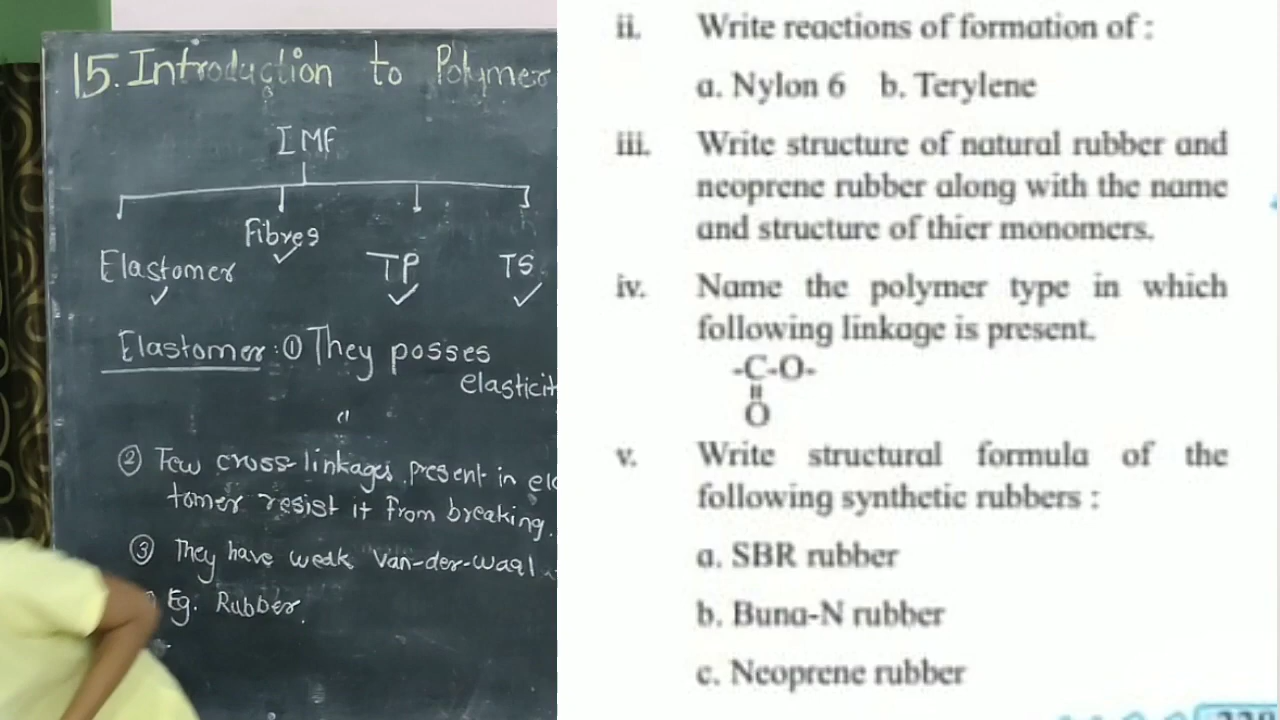 15. Introduction to Polymer
IMF
Fibres
Elastomer TP TS
Elastomer: ① They posses
elasticit
② Few cross-linkages present in ela
tomer resist it from breaking.
③ They have weak Van-der-waal
Eg. Rubber.
ii. Write reactions of formation of :
a. Nylon 6 b. Terylene
iii. Write structure of natural rubber and
neoprene rubber along with the name
and structure of thier monomers.
iv. Name the polymer type in which
following linkage is present.
-C-O-
॥
O
v. Write structural formula of the
following synthetic rubbers :
a. SBR rubber
b. Buna-N rubber
c. Neoprene rubber